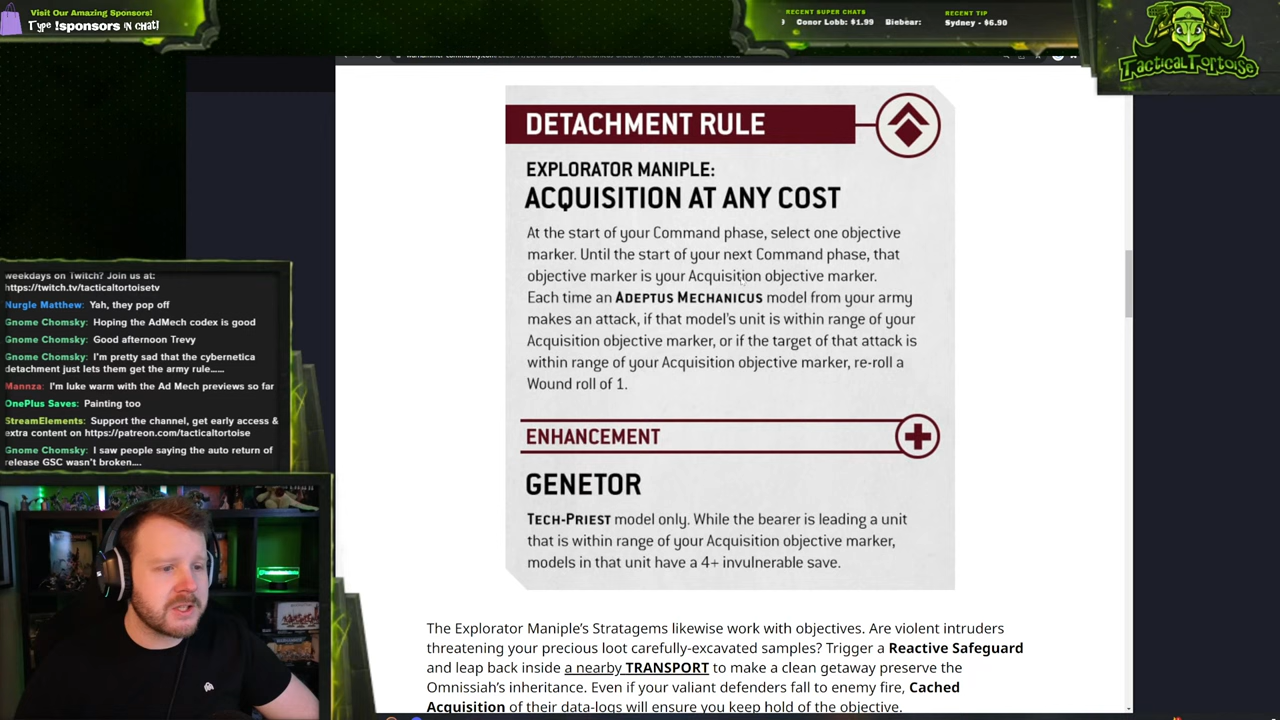 Visit Our Amazing Sponsors!
Type !sponsors in chat!
RECENT SUPER CHATS
Conor Lobb: $1.99 Biebear:
RECENT TIP
Sydney - $6.90
TACTICALTORTOISE
DETACHMENT RULE
EXPLORATOR MANIPLE:
ACQUISITION AT ANY COST
At the start of your Command phase, select one objective
marker. Until the start of your next Command phase, that
objective marker is your Acquisition objective marker.
Each time an ADEPTUS MECHANICUS model from your army
makes an attack, if that model's unit is within range of your
Acquisition objective marker, or if the target of that attack is
within range of your Acquisition objective marker, re-roll a
Wound roll of 1.
ENHANCEMENT
GENETOR
TECH-PRIEST model only. While the bearer is leading a unit
that is within range of your Acquisition objective marker,
models in that unit have a 4+ invulnerable save.
The Explorator Maniple's Stratagems likewise work with objectives. Are violent intruders
threatening your precious loot carefully-excavated samples? Trigger a Reactive Safeguard
and leap back inside a nearby TRANSPORT to make a clean getaway preserve the
Omnissiah's inheritance. Even if your valiant defenders fall to enemy fire, Cached
Acquisition of their data-logs will ensure you keep hold of the objective.
weekdays on Twitch? Join us at:
https://twitch.tv/tacticaltortoisetv
Nurgle Matthew: Yah, they pop off
Gnome Chomsky: Hoping the AdMech codex is good
Gnome Chomsky: Good afternoon Trevy
Gnome Chomsky: I'm pretty sad that the cybernetica
detachment just lets them get the army rule......
Mannza: I'm luke warm with the Ad Mech previews so far
OnePlus Saves: Painting too
StreamElements: Support the channel, get early access &
extra content on https://patreon.com/tacticaltortoise
Gnome Chomsky: I saw people saying the auto return of
release GSC wasn't broken....